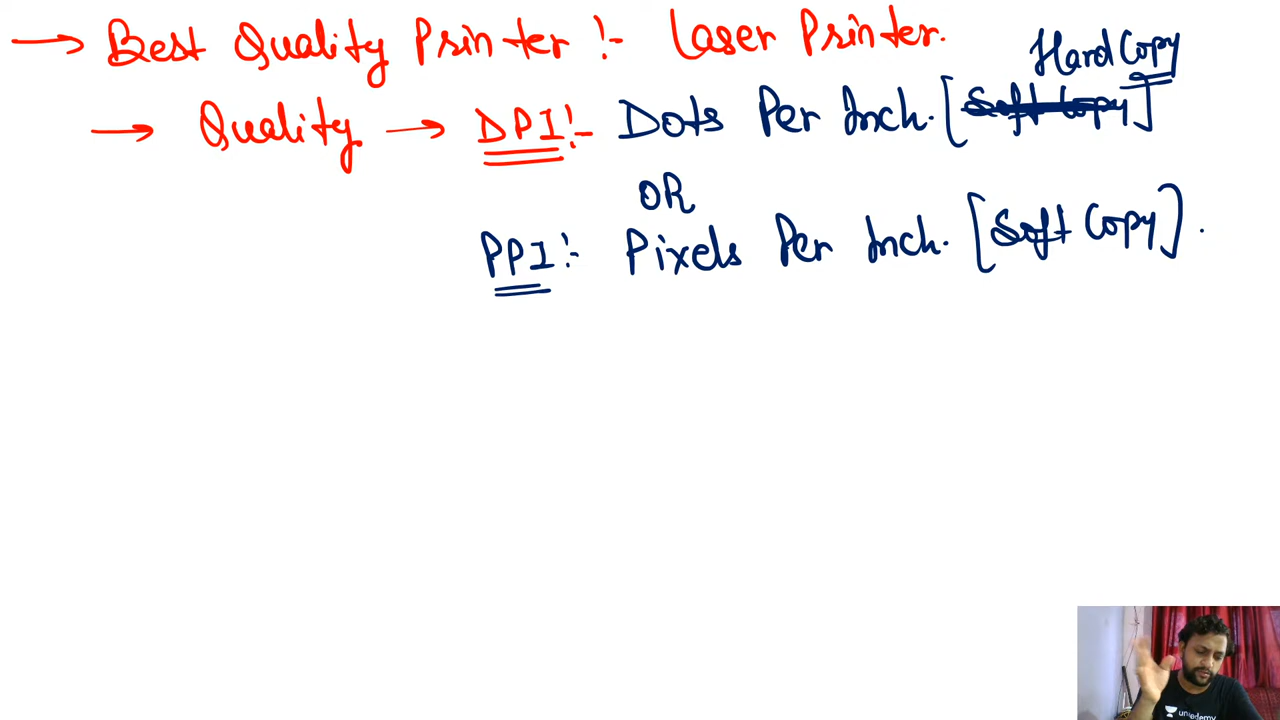 → Best Quality Printer :- Laser Printer.
Hard Copy
→ Quality → DPI :- Dots Per Inch. [Soft Copy]
OR
PPI :- Pixels Per Inch. [Soft Copy].
unacademy